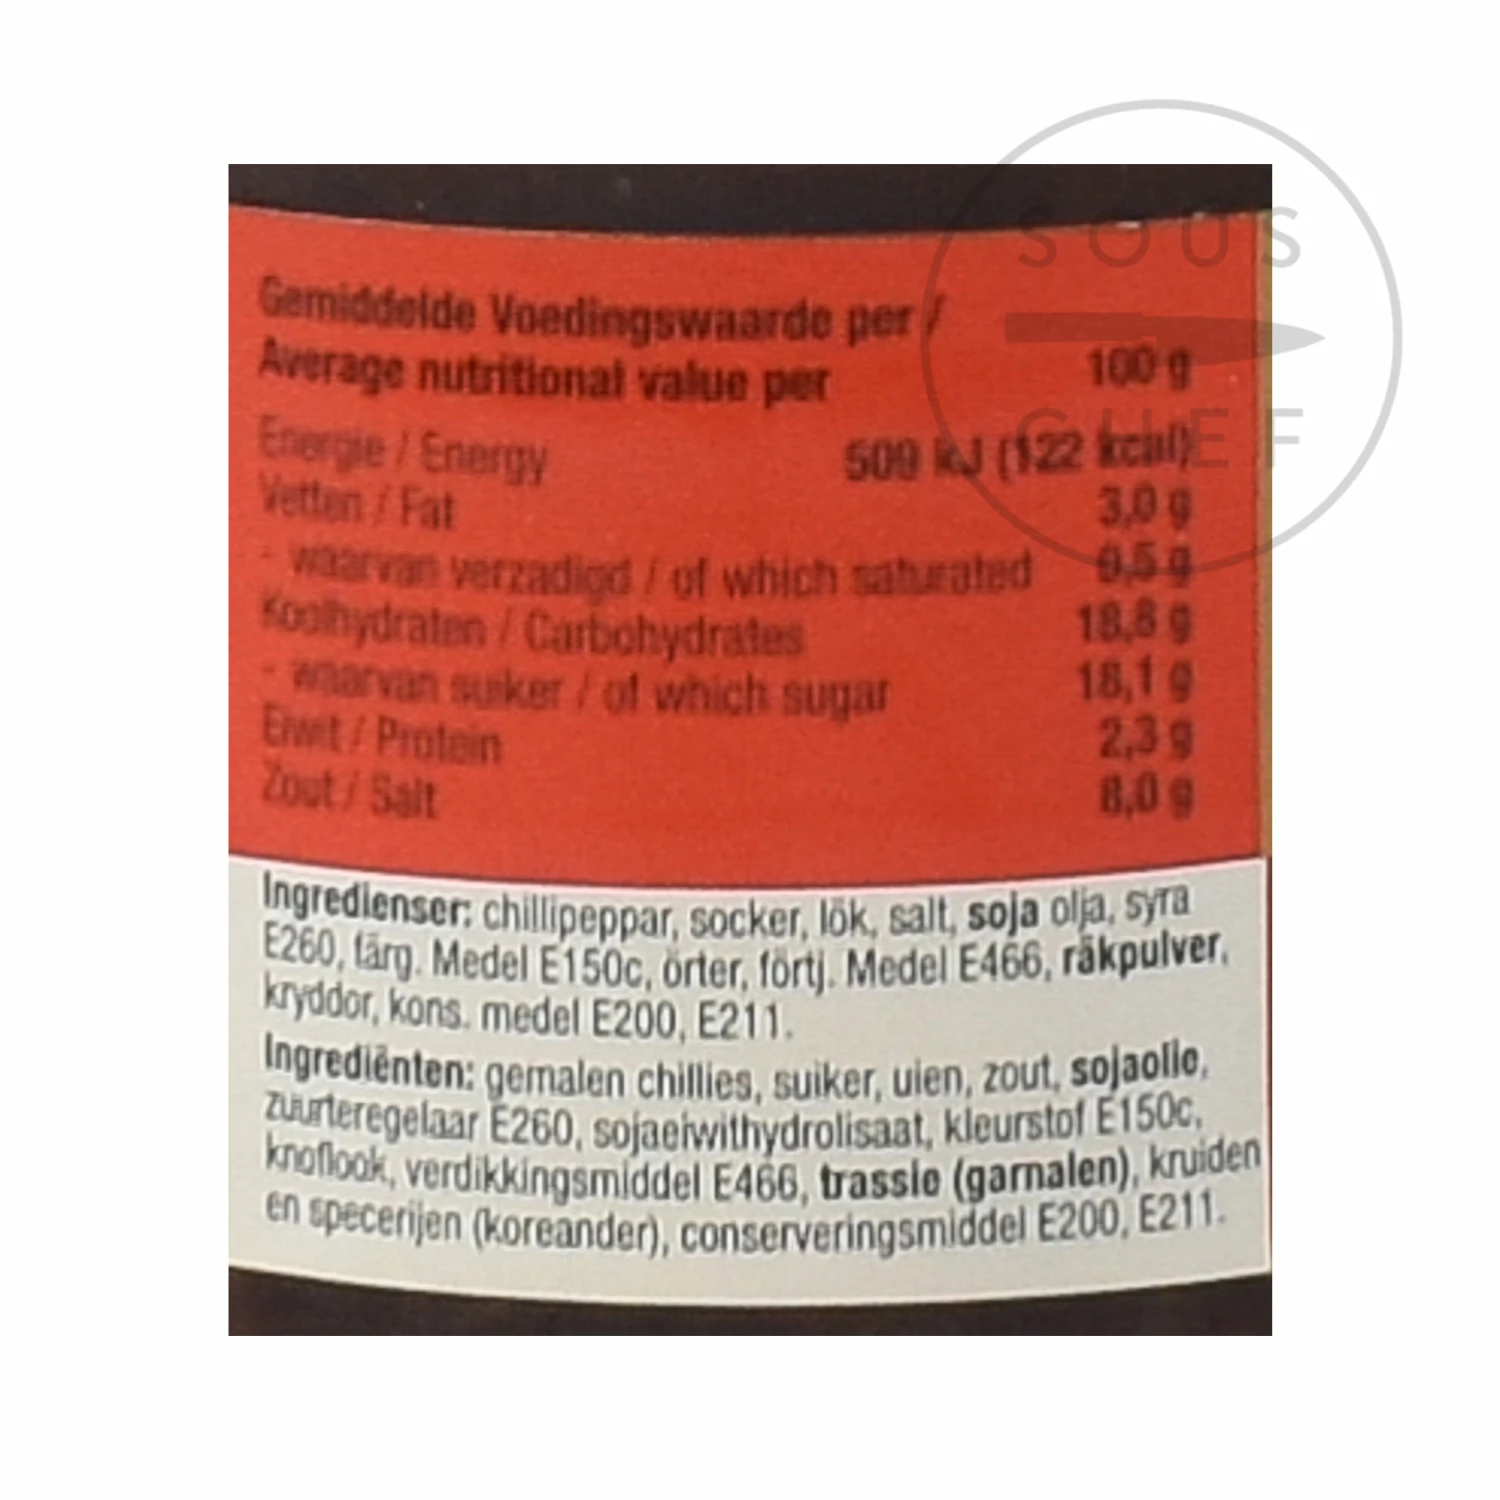 SOUS
CHEF
Gemiddelde Voedingswaarde per /
Average nutritional value per 100 g
Energie / Energy 509 kJ (122 kcal)
Vetten / Fat 3,0 g
- waarvan verzadigd / of which saturated 0,5 g
Koolhydraten / Carbohydrates 18,8 g
- waarvan suiker / of which sugar 18,1 g
Eiwit / Protein 2,3 g
Zout / Salt 8,0 g
Ingredienser: chillipeppar, socker, lök, salt, soja olja, syra
E260, färg. Medel E150c, örter, förtj. Medel E466, räkpulver,
kryddor, kons. medel E200, E211.
Ingrediënten: gemalen chillies, suiker, uien, zout, sojaolie,
zuurteregelaar E260, sojaeiwithydrolisaat, kleurstof E150c,
knoflook, verdikkingsmiddel E466, trassie (garnalen), kruiden
en specerijen (koreander), conserveringsmiddel E200, E211.